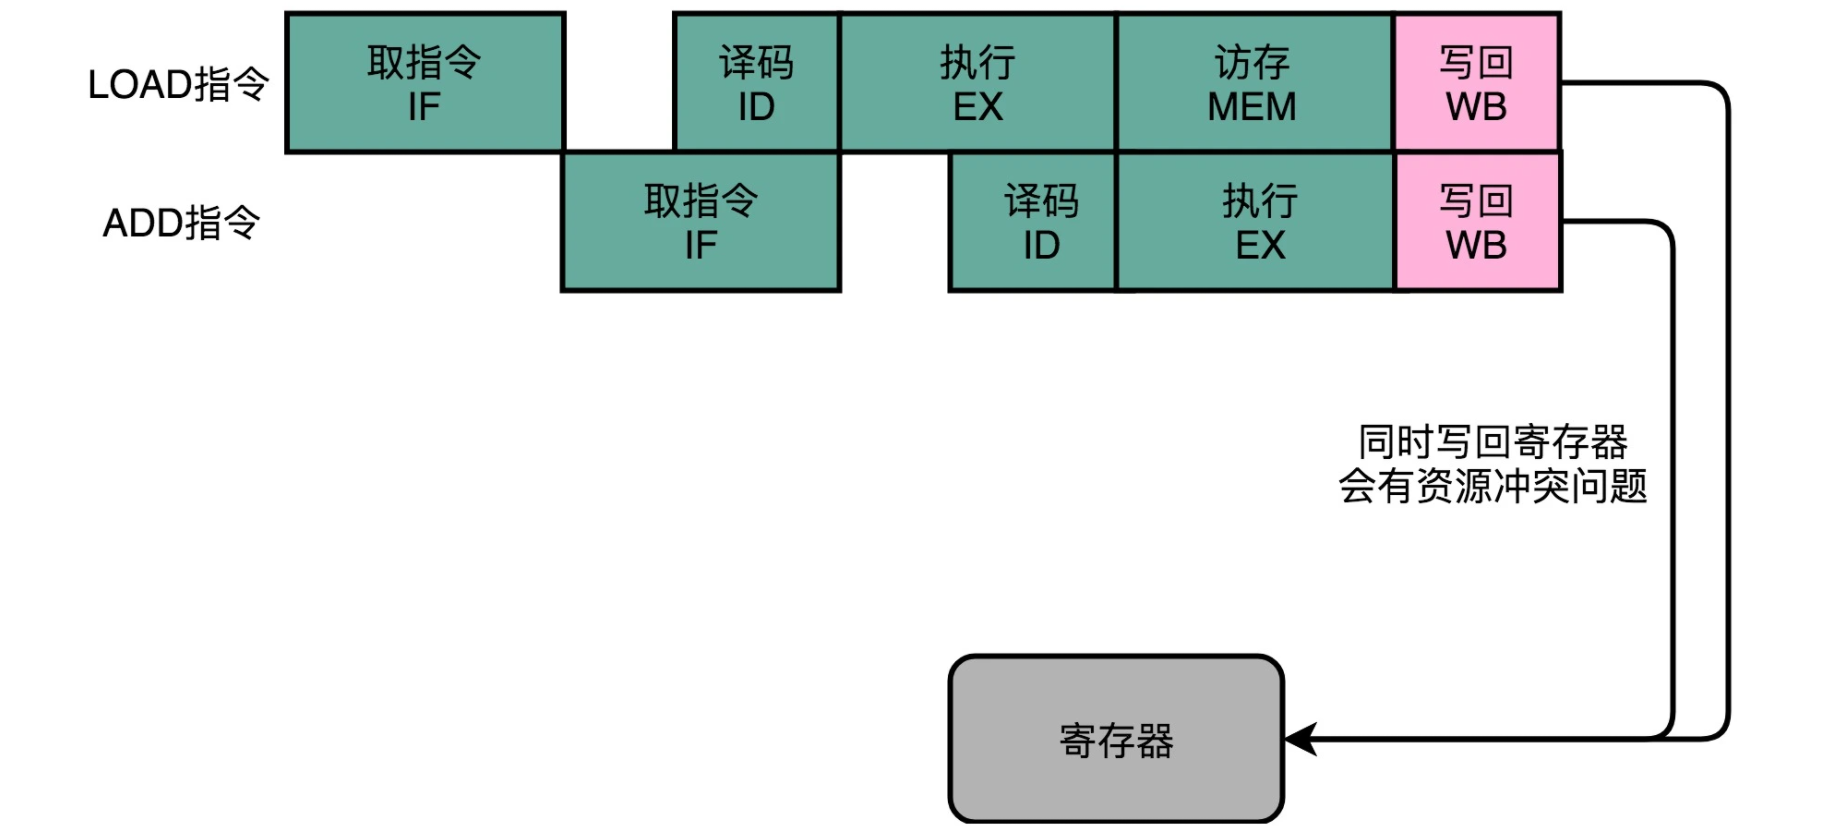 LOAD指令
取指令
IF
译码
ID
执行
EX
访存
MEM
写回
WB
ADD指令
取指令
IF
译码
ID
执行
EX
写回
WB
同时写回寄存器
会有资源冲突问题
寄存器